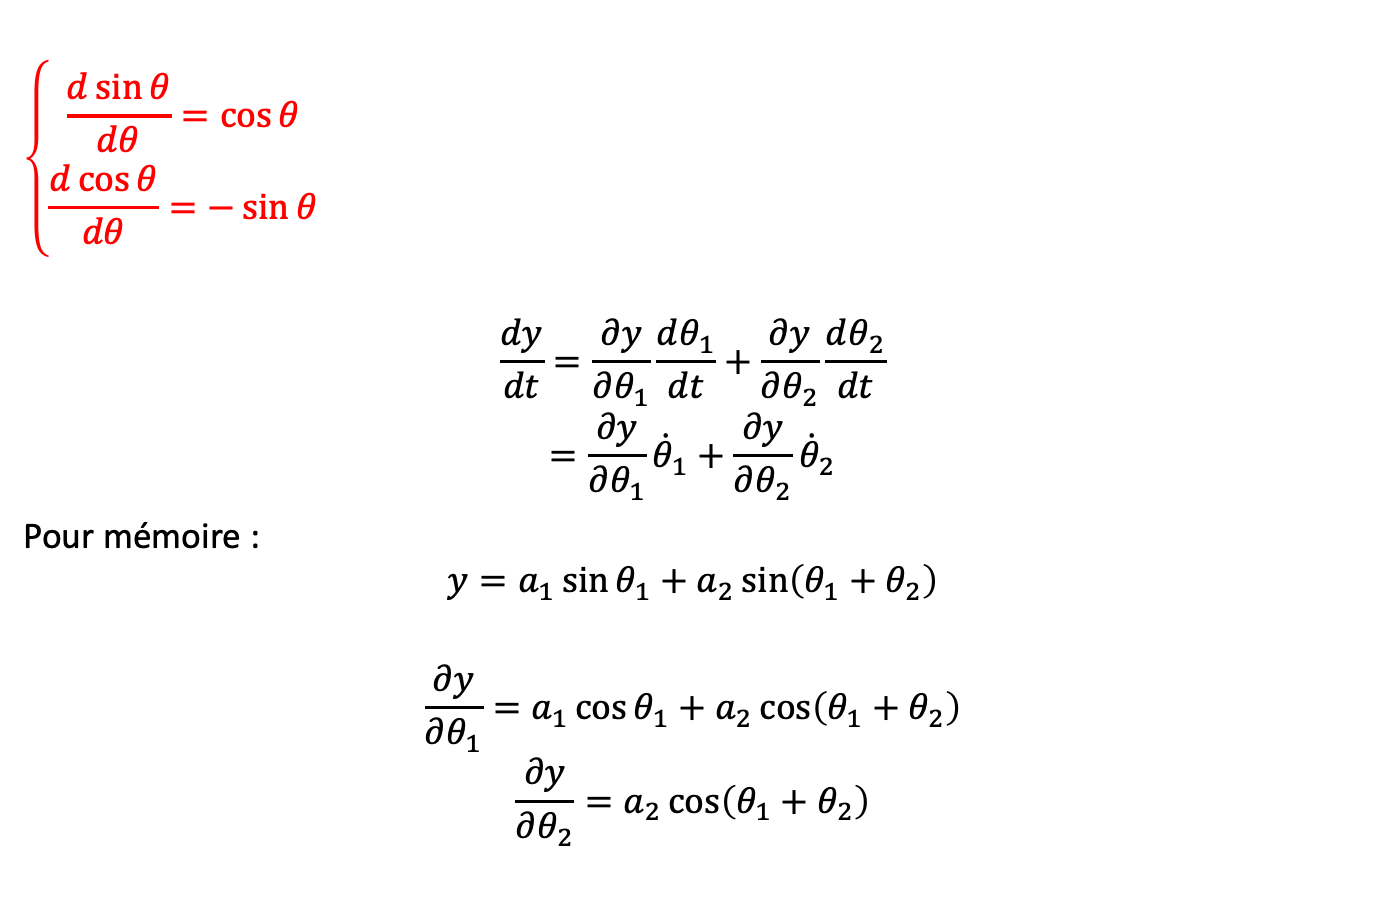 d sin θ / dθ = cos θ
d cos θ / dθ = − sin θ
dy/dt = ∂y/∂θ₁ dθ₁/dt + ∂y/∂θ₂ dθ₂/dt
= ∂y/∂θ₁ θ̇₁ + ∂y/∂θ₂ θ̇₂
Pour mémoire :
y = a₁ sin θ₁ + a₂ sin(θ₁ + θ₂)
∂y/∂θ₁ = a₁ cos θ₁ + a₂ cos(θ₁ + θ₂)
∂y/∂θ₂ = a₂ cos(θ₁ + θ₂)